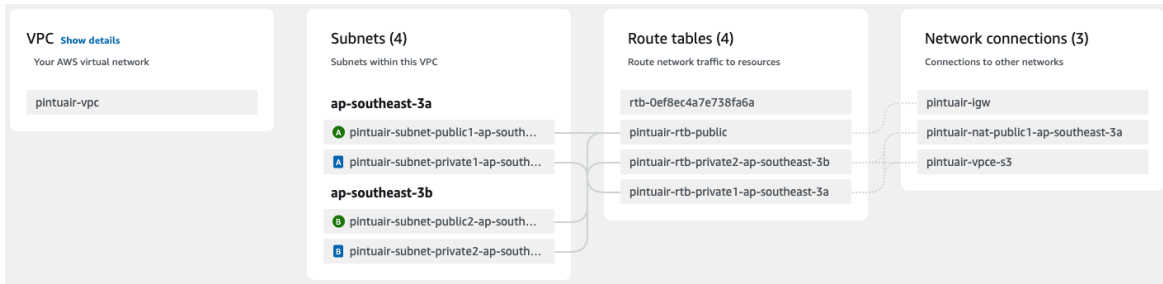 VPC Show details
Your AWS virtual network
pintuair-vpc
Subnets (4)
Subnets within this VPC
ap-southeast-3a
A pintuair-subnet-public1-ap-south...
A pintuair-subnet-private1-ap-south...
ap-southeast-3b
B pintuair-subnet-public2-ap-south...
B pintuair-subnet-private2-ap-south...
Route tables (4)
Route network traffic to resources
rtb-0ef8ec4a7e738fa6a
pintuair-rtb-public
pintuair-rtb-private2-ap-southeast-3b
pintuair-rtb-private1-ap-southeast-3a
Network connections (3)
Connections to other networks
pintuair-igw
pintuair-nat-public1-ap-southeast-3a
pintuair-vpce-s3